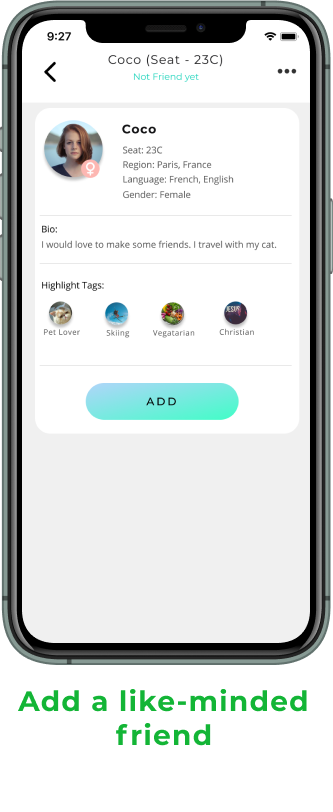 9:27
Coco (Seat - 23C)
Not Friend yet
Coco
Seat: 23C
Region: Paris, France
Language: French, English
Gender: Female
Bio:
I would love to make some friends. I travel with my cat.
Highlight Tags:
Pet Lover Skiing Vegatarian Christian
JESUS
ADD
Add a like-minded
friend